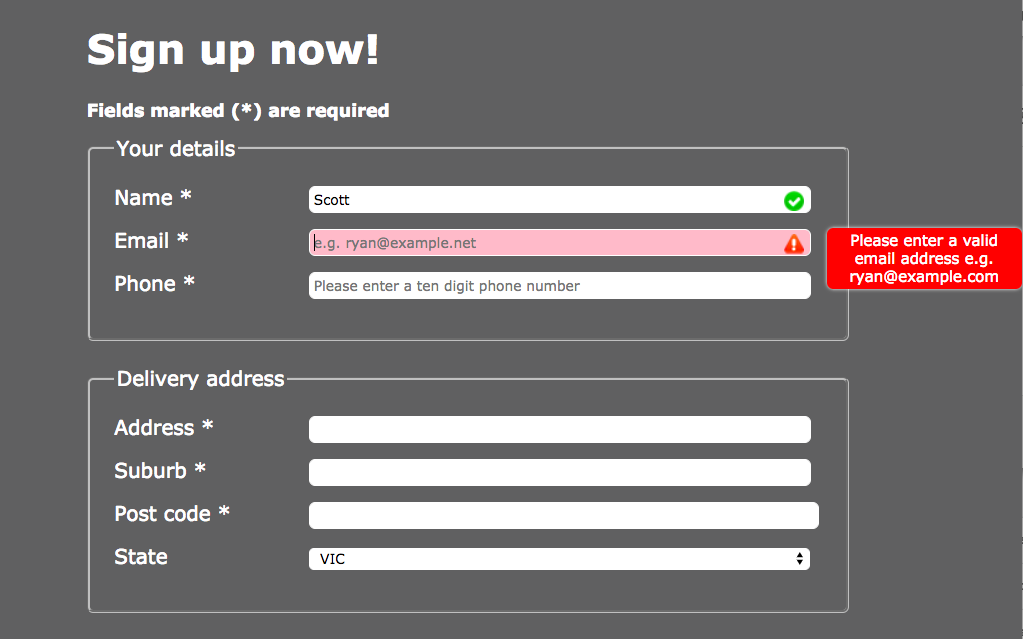 Sign up now!
Fields marked (*) are required
Your details
Name *
Scott
Email *
e.g. ryan@example.net
Please enter a valid
email address e.g.
ryan@example.com
Phone *
Please enter a ten digit phone number
Delivery address
Address *
Suburb *
Post code *
State
VIC